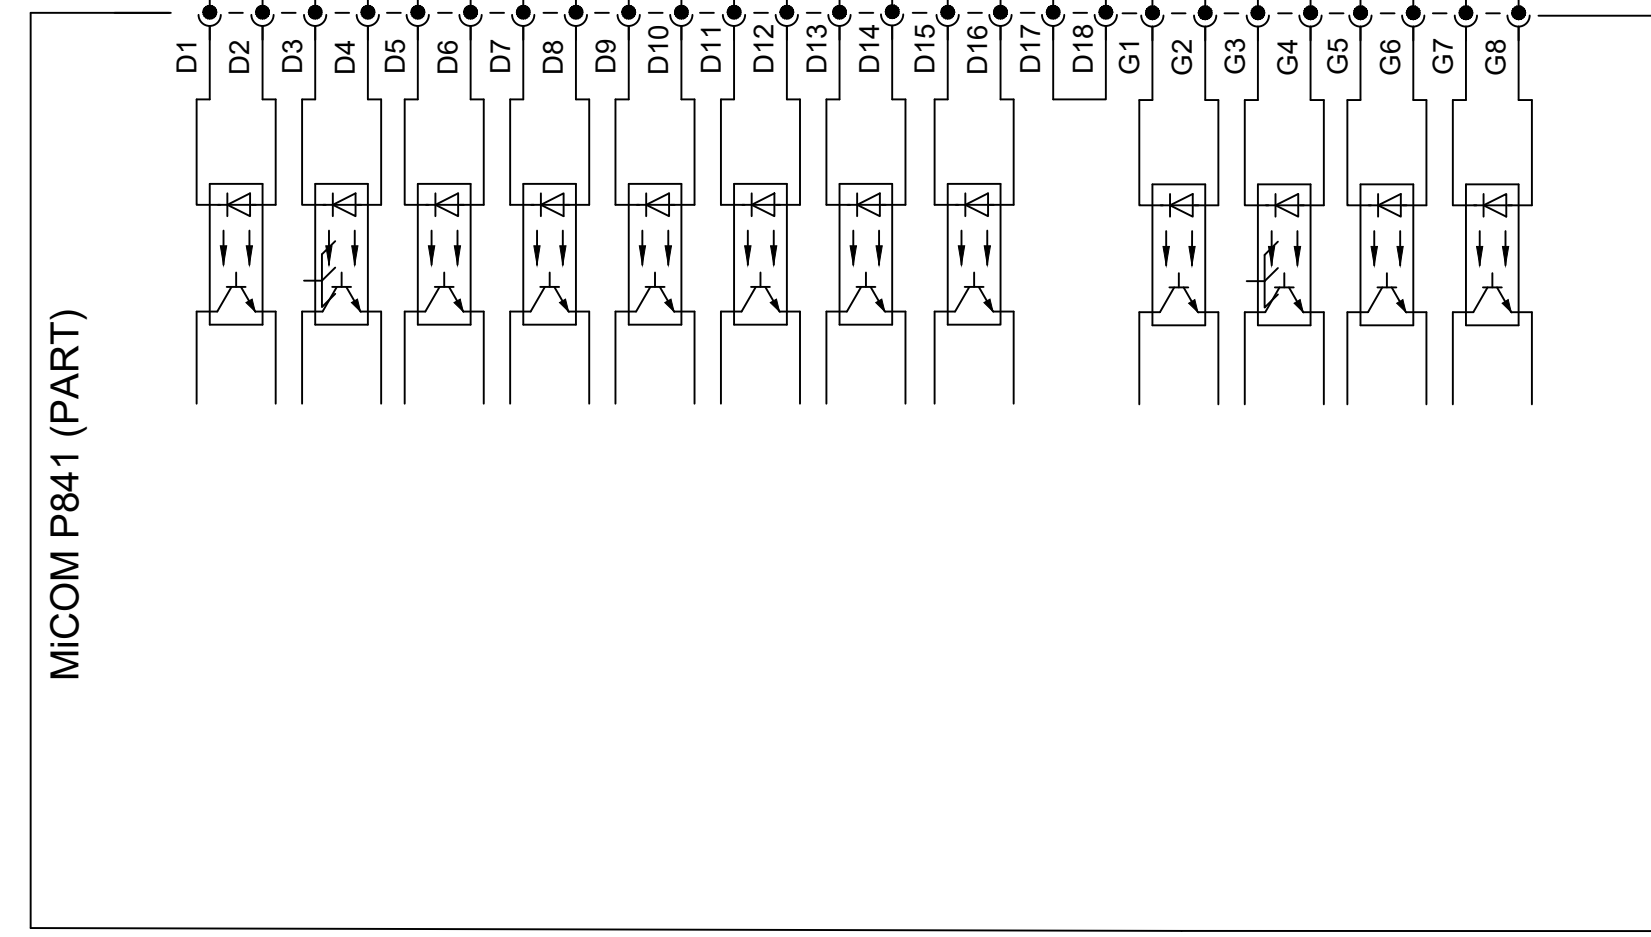 D1
D2
D3
D4
D5
D6
D7
D8
D9
D10
D11
D12
D13
D14
D15
D16
D17
D18
G1
G2
G3
G4
G5
G6
G7
G8
MiCOM P841 (PART)